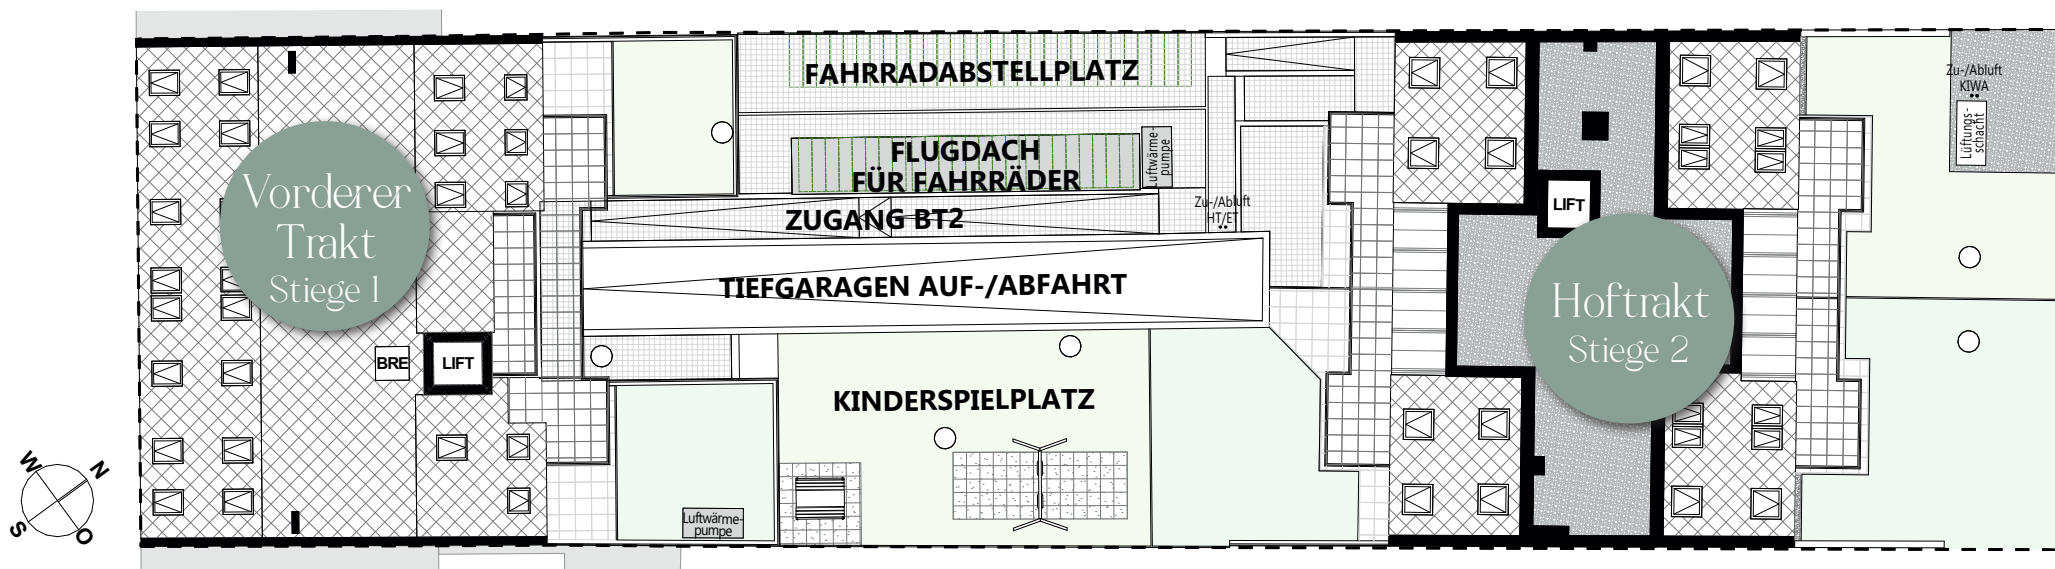 FAHRRADABSTELLPLATZ
Zu-/Abluft
KIWA
Lüftungs-
schacht
FLUGDACH
FÜR FAHRRÄDER
Luftwärme-
pumpe
Vorderer
Trakt
Stiege 1
ZUGANG BT2
Zu-/Abluft
HT/ET
LIFT
TIEFGARAGEN AUF-/ABFAHRT
Hoftrakt
Stiege 2
BRE
LIFT
KINDERSPIELPLATZ
Luftwärme-
pumpe
W
N
S
O